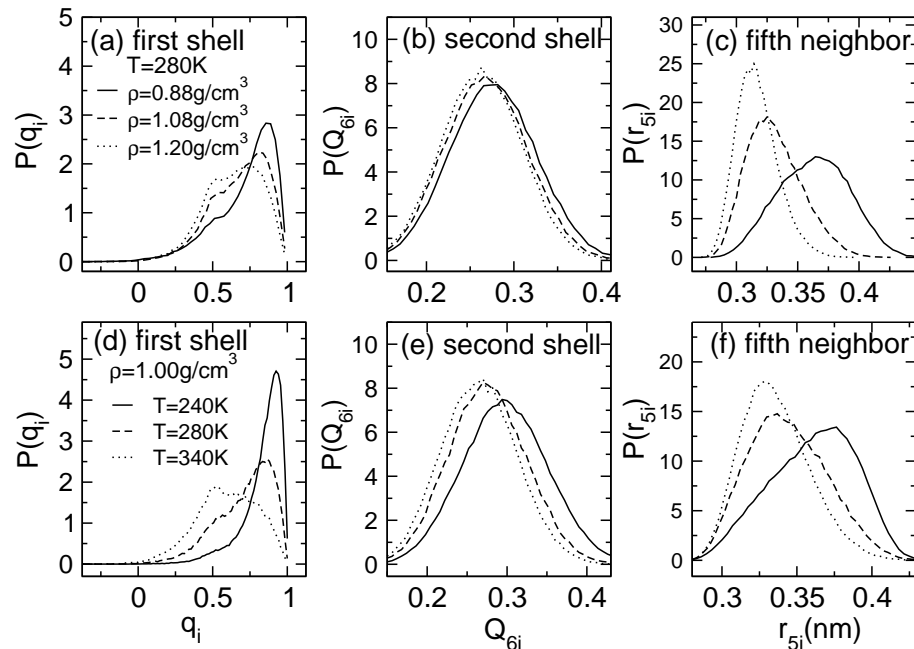 (a) first shell
T=280K
ρ=0.88g/cm³
ρ=1.08g/cm³
ρ=1.20g/cm³
P(qᵢ)
0 1 2 3 4 5
0 0.5 1
(b) second shell
P(Q₆ᵢ)
0 2 4 6 8 10
0.2 0.3 0.4
(c) fifth neighbor
P(r₅ᵢ)
0 5 10 15 20 25 30
0.3 0.35 0.4
(d) first shell
ρ=1.00g/cm³
T=240K
T=280K
T=340K
P(qᵢ)
0 1 2 3 4 5
0 0.5 1
qᵢ
(e) second shell
P(Q₆ᵢ)
0 2 4 6 8 10
0.2 0.3 0.4
Q₆ᵢ
(f) fifth neighbor
P(r₅ᵢ)
0 5 10 15 20 25
0.3 0.35 0.4
r₅ᵢ(nm)